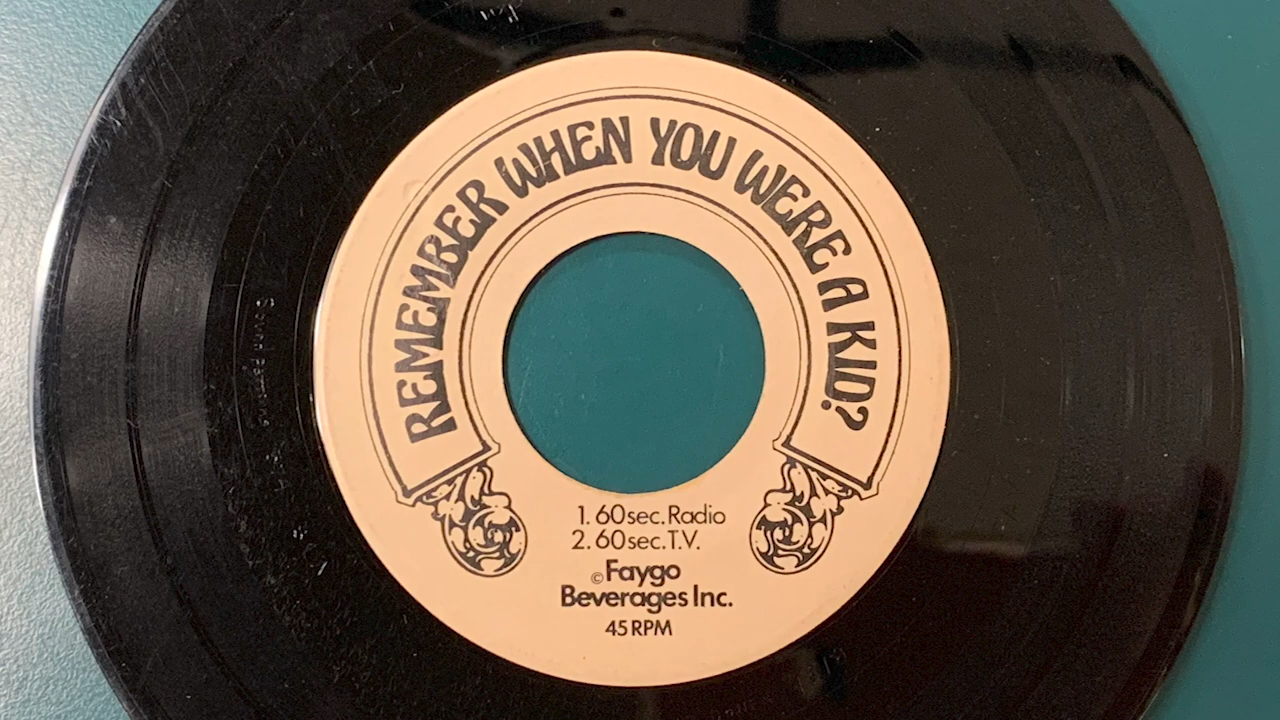 REMEMBER WHEN YOU WERE A KID?
1. 60 sec. Radio
2. 60 sec. T.V.
© Faygo
Beverages Inc.
45 RPM